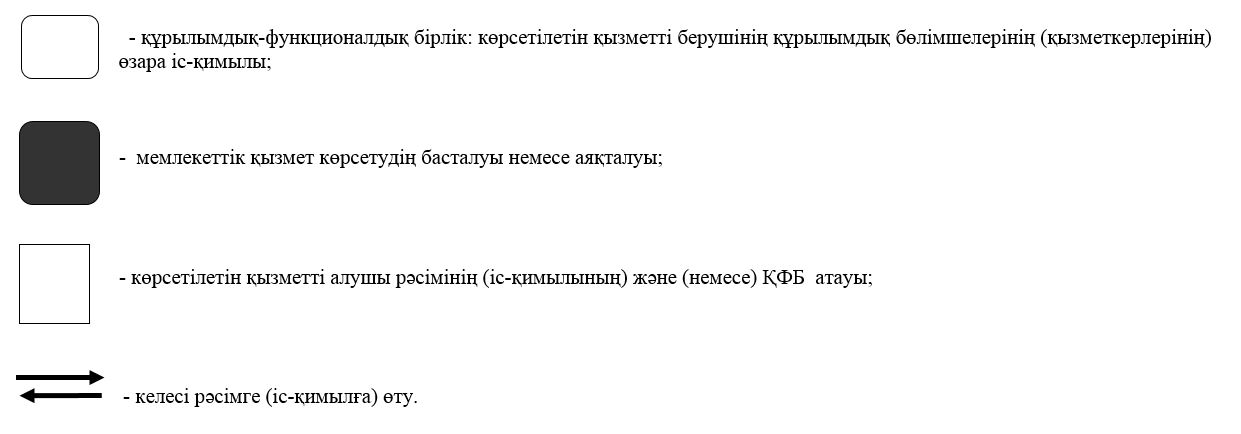 - құрылымдық-функционалдық бірлік: көрсетілетін қызметті берушінің құрылымдық бөлімшелерінің (қызметкерлерінің)
өзара іс-қимылы;
- мемлекеттік қызмет көрсетудің басталуы немесе аяқталуы;
- көрсетілетін қызметті алушы рәсімінің (іс-қимылының) және (немесе) ҚФБ атауы;
- келесі рәсімге (іс-қимылға) өту.